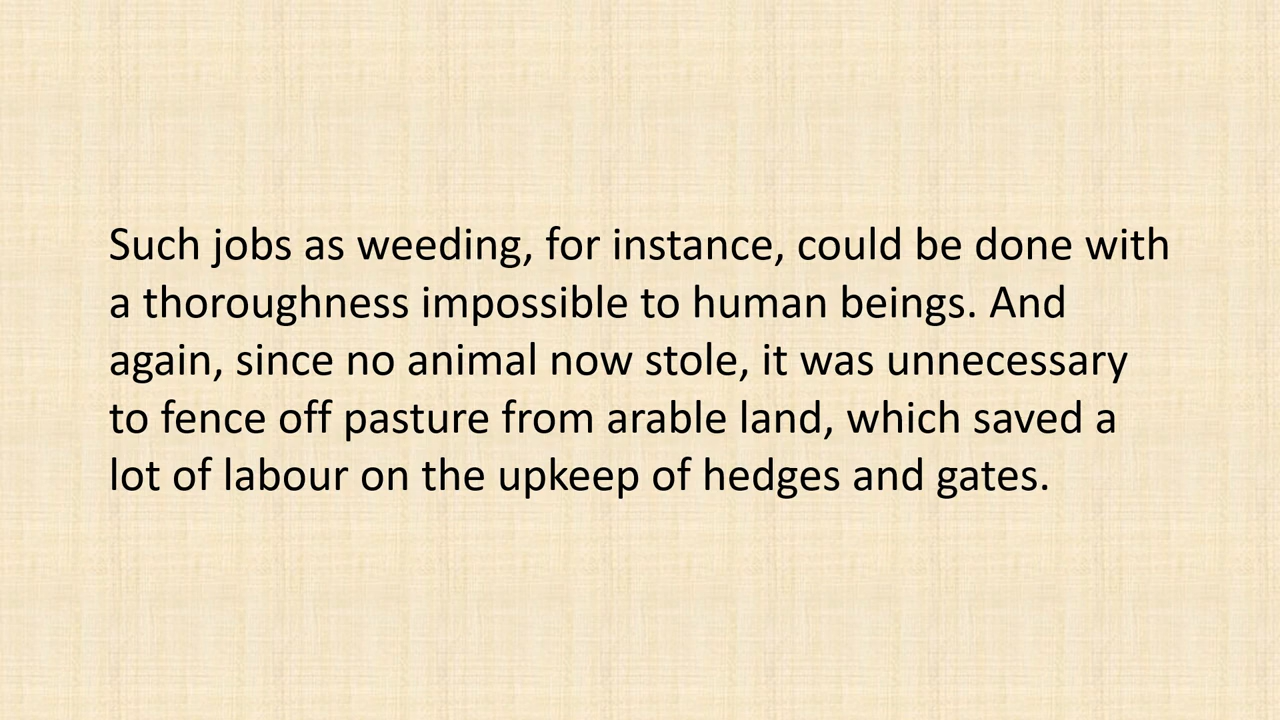 Such jobs as weeding, for instance, could be done with
a thoroughness impossible to human beings. And
again, since no animal now stole, it was unnecessary
to fence off pasture from arable land, which saved a
lot of labour on the upkeep of hedges and gates.